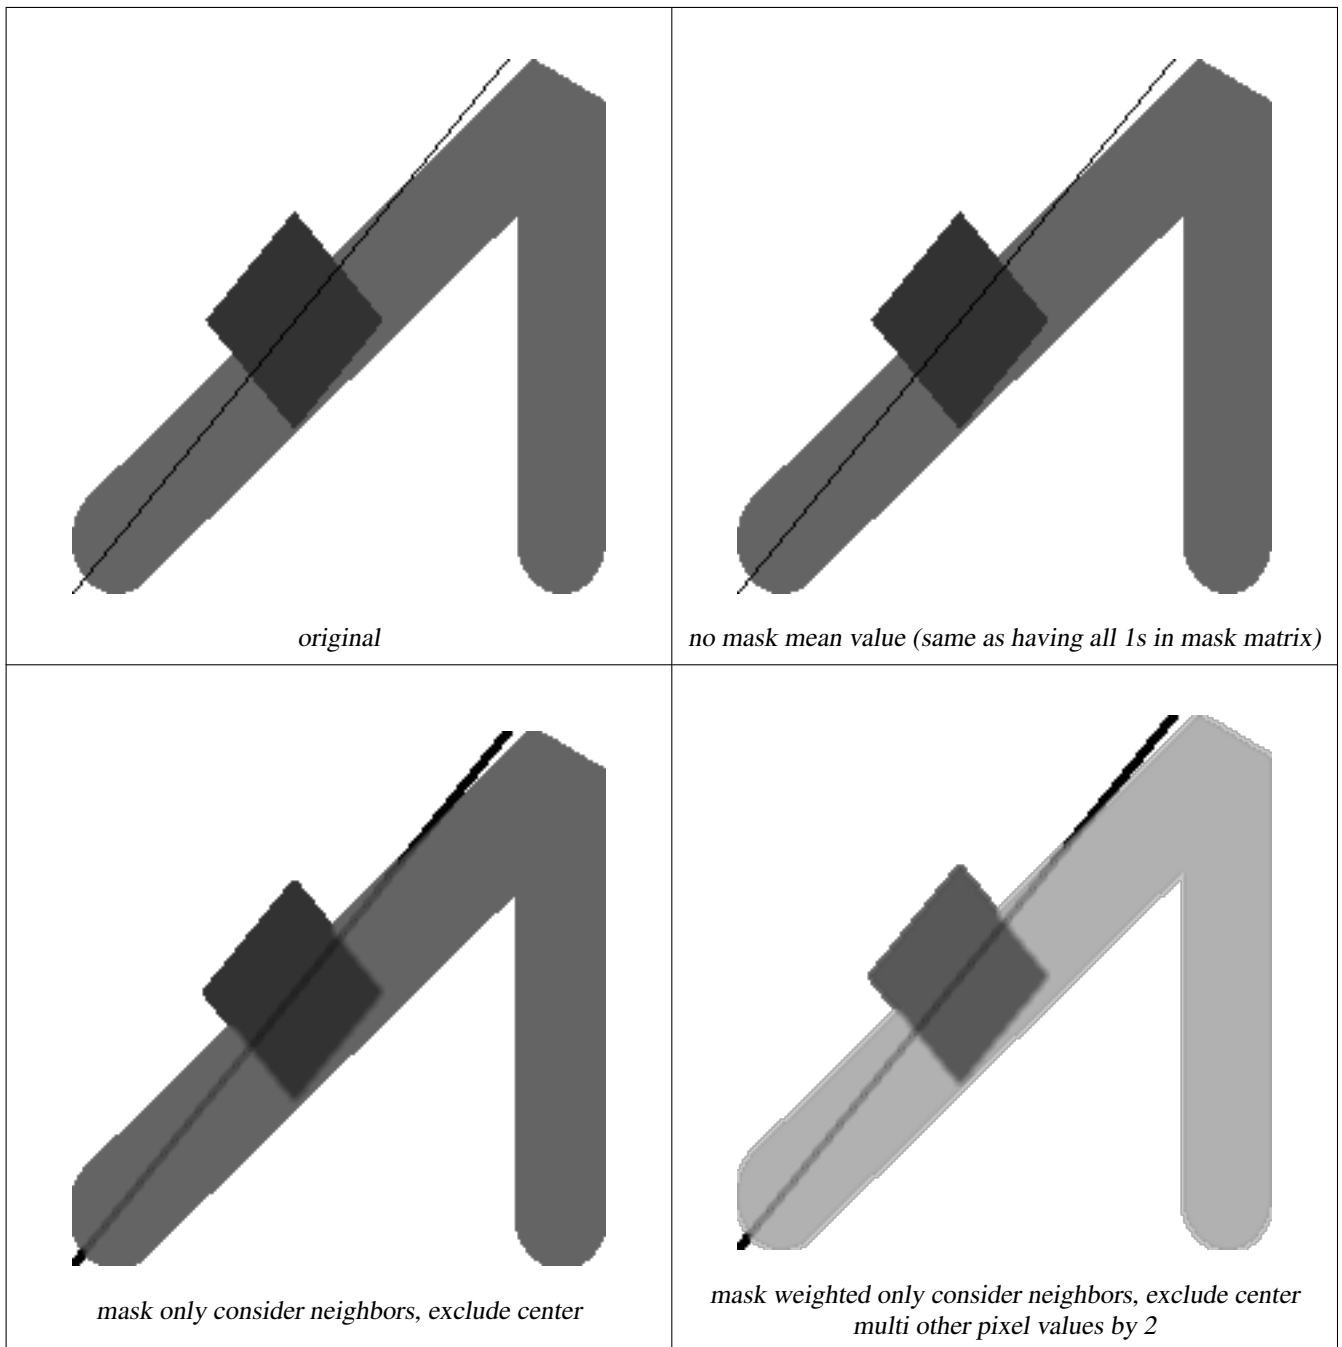 original
no mask mean value (same as having all 1s in mask matrix)
mask only consider neighbors, exclude center
mask weighted only consider neighbors, exclude center
multi other pixel values by 2